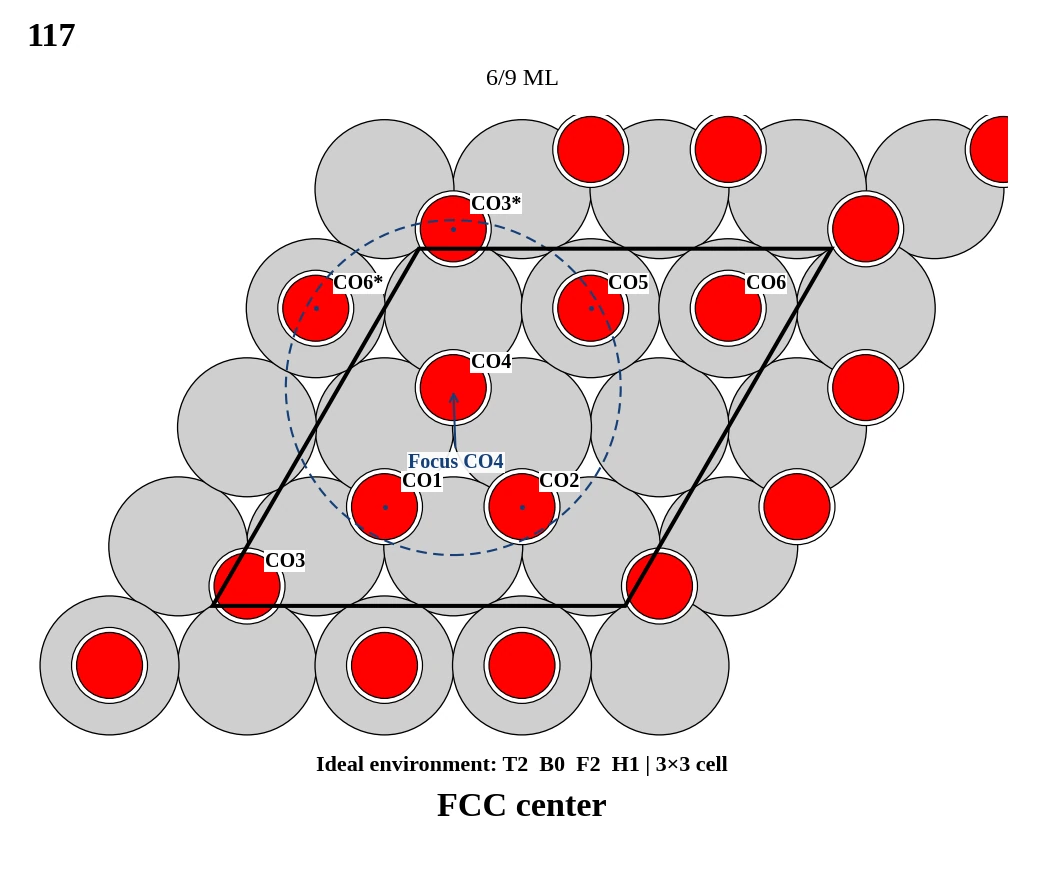 117
6/9 ML
CO3*
CO6*
CO5
CO6
CO4
Focus CO4
CO1
CO2
CO3
Ideal environment: T2 B0 F2 H1 | 3×3 cell
FCC center